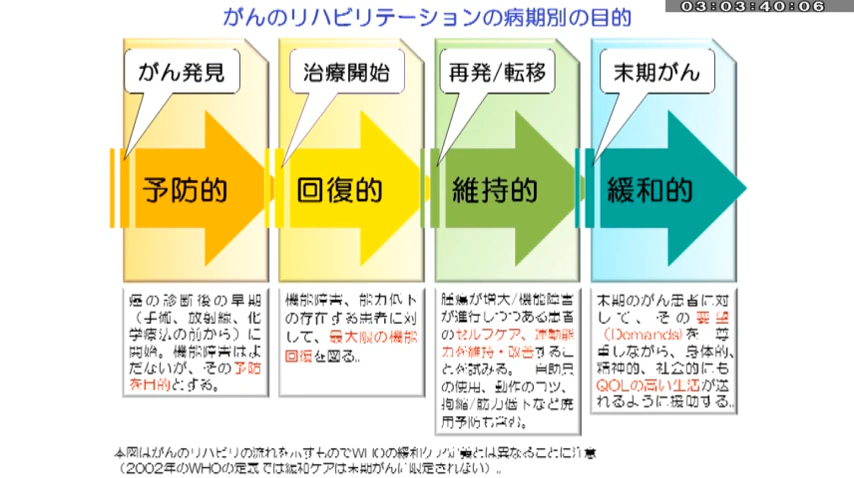 03:03:40:06
がんのリハビリテーションの病期別の目的
がん発見
治療開始
再発/転移
末期がん
予防的
回復的
維持的
緩和的
癌の診断後の早期
（手術、放射線、化
学療法の前から）に
開始。機能障害はま
だないが、その予防
を目的とする。
機能障害、能力低下
の存在する患者に対
して、最大限の機能
回復を図る。
腫瘍が増大/機能障害
が進行しつつある患者
のセルフケア、運動能
力を維持・改善するこ
とを試みる。 自助具
の使用、動作のコツ、
拘縮/筋力低下など廃
用予防も含む。
末期のがん患者に対
して、その要望
(Demands)を 尊
重しながら、身体的、
精神的、社会的にも
QOLの高い生活が送
れるように援助する。
本図はがんのリハビリの流れを示すものでWHOの緩和ケア定義とは異なることに注意
（2002年のWHOの定義では緩和ケアは末期がんに限定されない）。